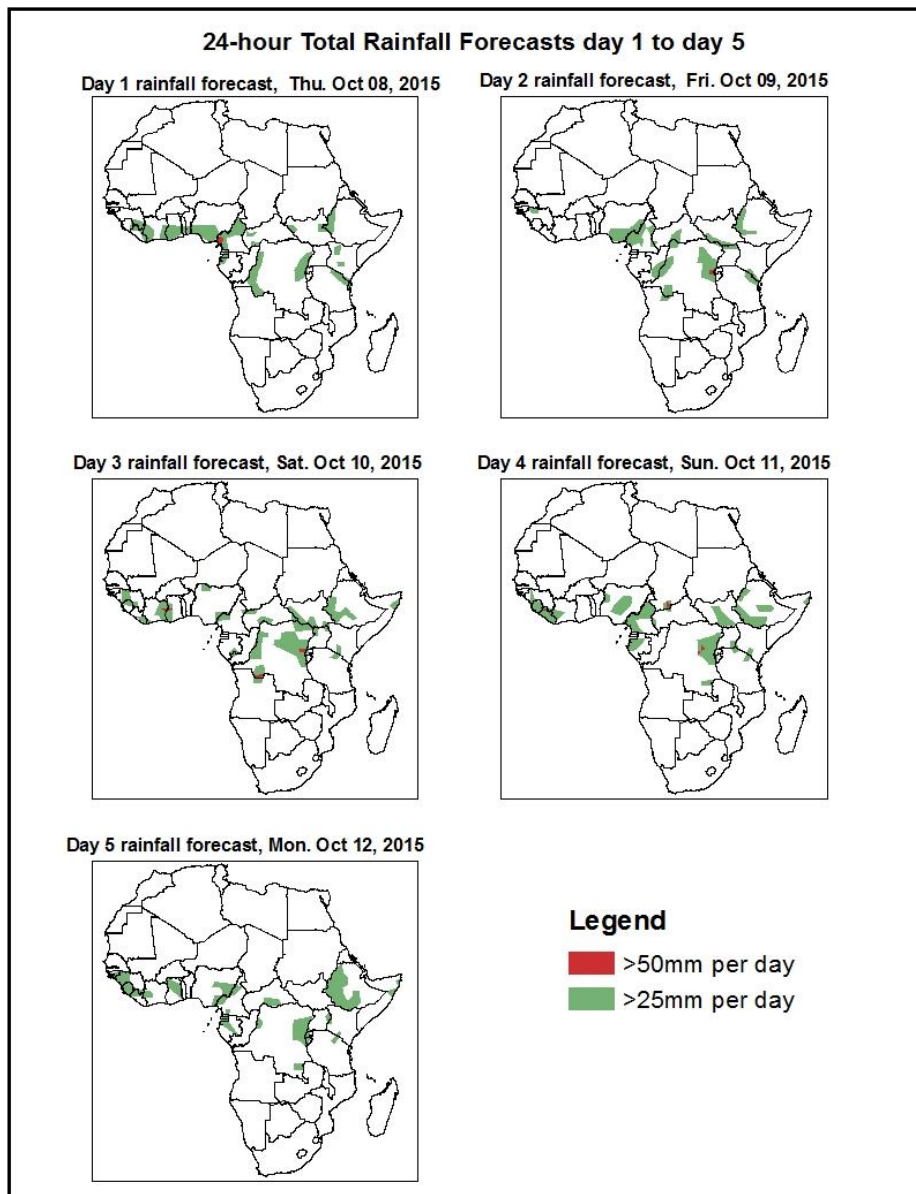 24-hour Total Rainfall Forecasts day 1 to day 5
Day 1 rainfall forecast, Thu. Oct 08, 2015
Day 2 rainfall forecast, Fri. Oct 09, 2015
Day 3 rainfall forecast, Sat. Oct 10, 2015
Day 4 rainfall forecast, Sun. Oct 11, 2015
Day 5 rainfall forecast, Mon. Oct 12, 2015
Legend
>50mm per day
>25mm per day